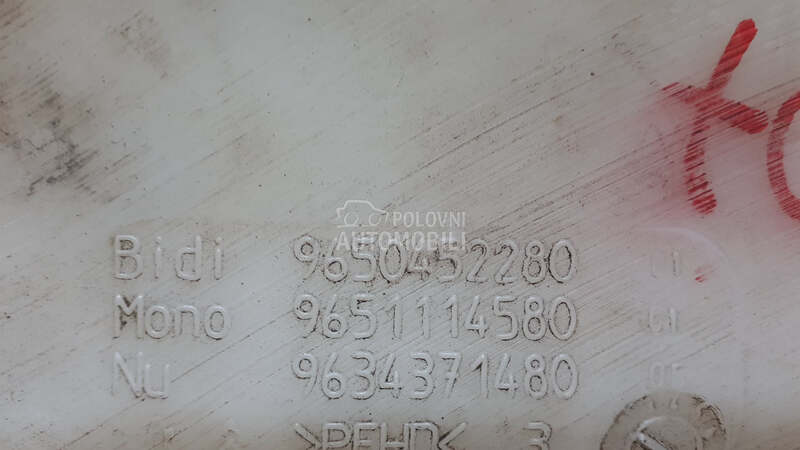 POLOVNI
AUTOMOBILI
Bidi 9650452280
Mono 9651114580
Nu 9634371480
>PEHD< 3